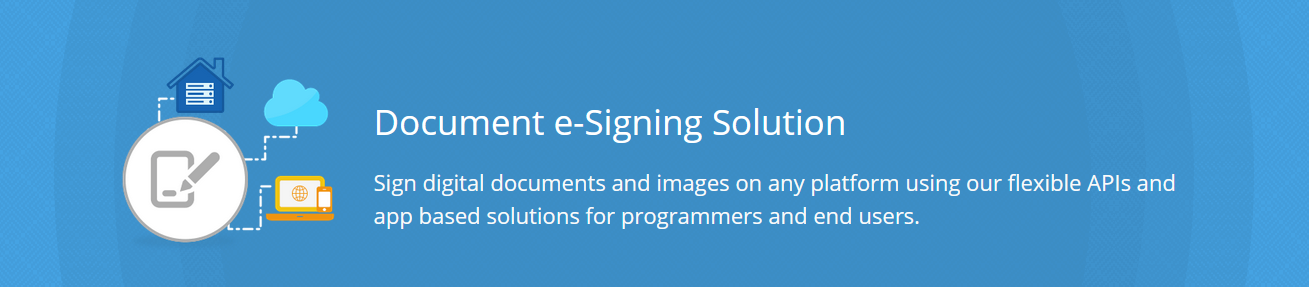 Document e-Signing Solution
Sign digital documents and images on any platform using our flexible APIs and
app based solutions for programmers and end users.